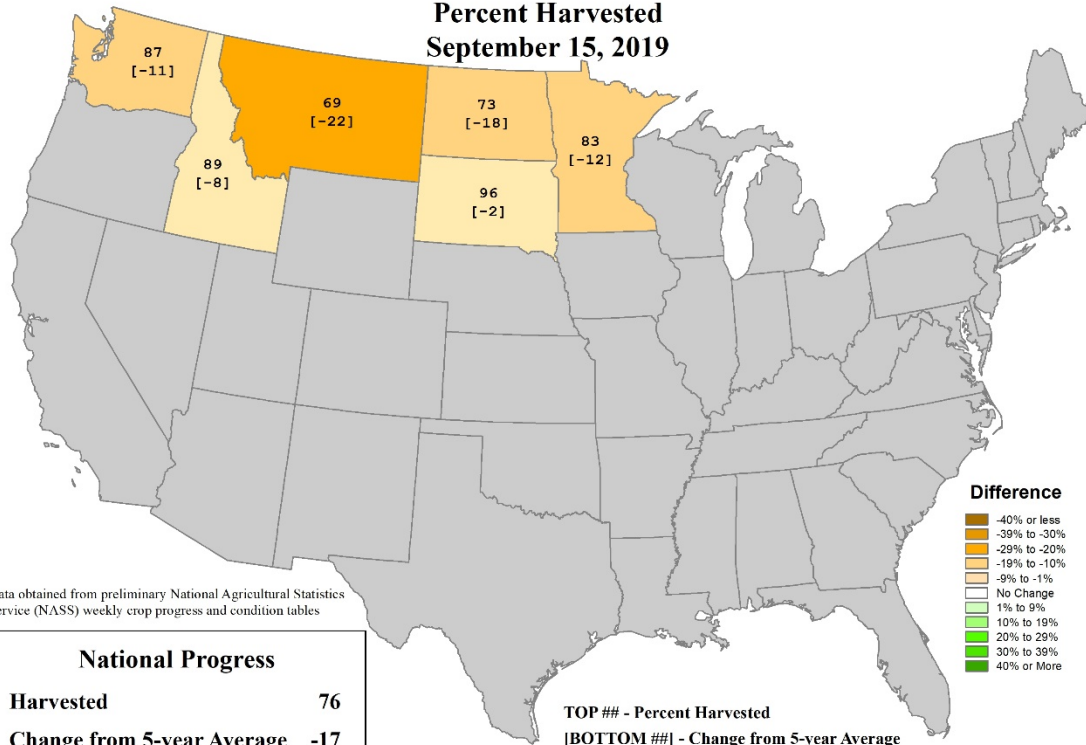 Percent Harvested
September 15, 2019
87
[-11]
69
[-22]
73
[-18]
83
[-12]
89
[-8]
96
[-2]
Difference
-40% or less
-39% to -30%
-29% to -20%
-19% to -10%
-9% to -1%
No Change
1% to 9%
10% to 19%
20% to 29%
30% to 39%
40% or More
ata obtained from preliminary National Agricultural Statistics
ervice (NASS) weekly crop progress and condition tables
National Progress
Harvested 76
Change from 5-year Average -17
TOP ## - Percent Harvested
[BOTTOM ##] - Change from 5-year Average